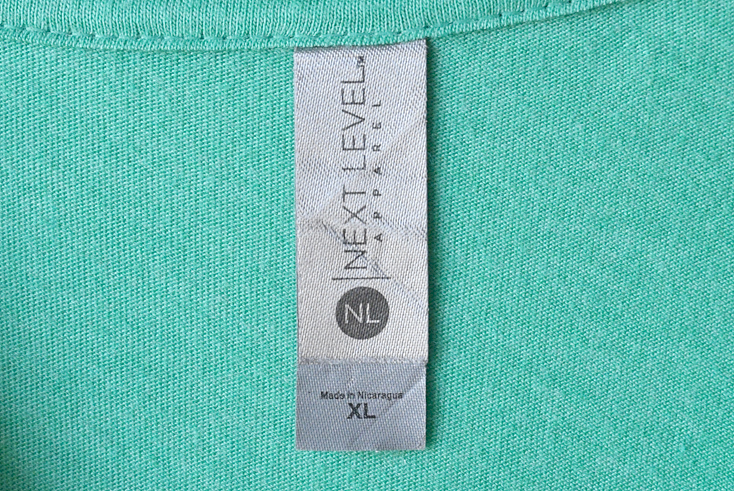 NEXT LEVEL™
APPAREL
NL
Made in Nicaragua
XL